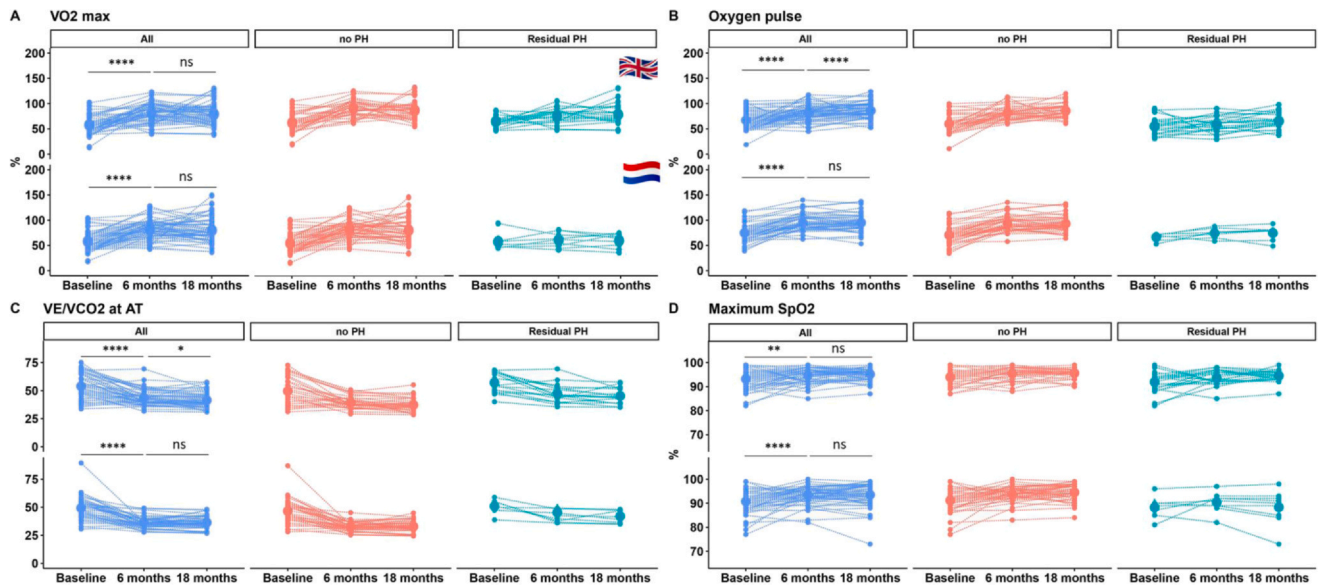 A VO2 max
All no PH Residual PH
200
**** ns
150
100
50
0
%
200
150
**** ns
100
50
0
Baseline 6 months 18 months Baseline 6 months 18 months Baseline 6 months 18 months
B Oxygen pulse
All no PH Residual PH
200
**** ****
150
100
50
0
%
200
**** ns
150
100
50
0
Baseline 6 months 18 months Baseline 6 months 18 months Baseline 6 months 18 months
C VE/VCO2 at AT
All no PH Residual PH
**** *
75
50
25
0
**** ns
75
50
25
0
Baseline 6 months 18 months Baseline 6 months 18 months Baseline 6 months 18 months
D Maximum SpO2
All no PH Residual PH
** ns
100
90
80
70
%
**** ns
100
90
80
70
Baseline 6 months 18 months Baseline 6 months 18 months Baseline 6 months 18 months